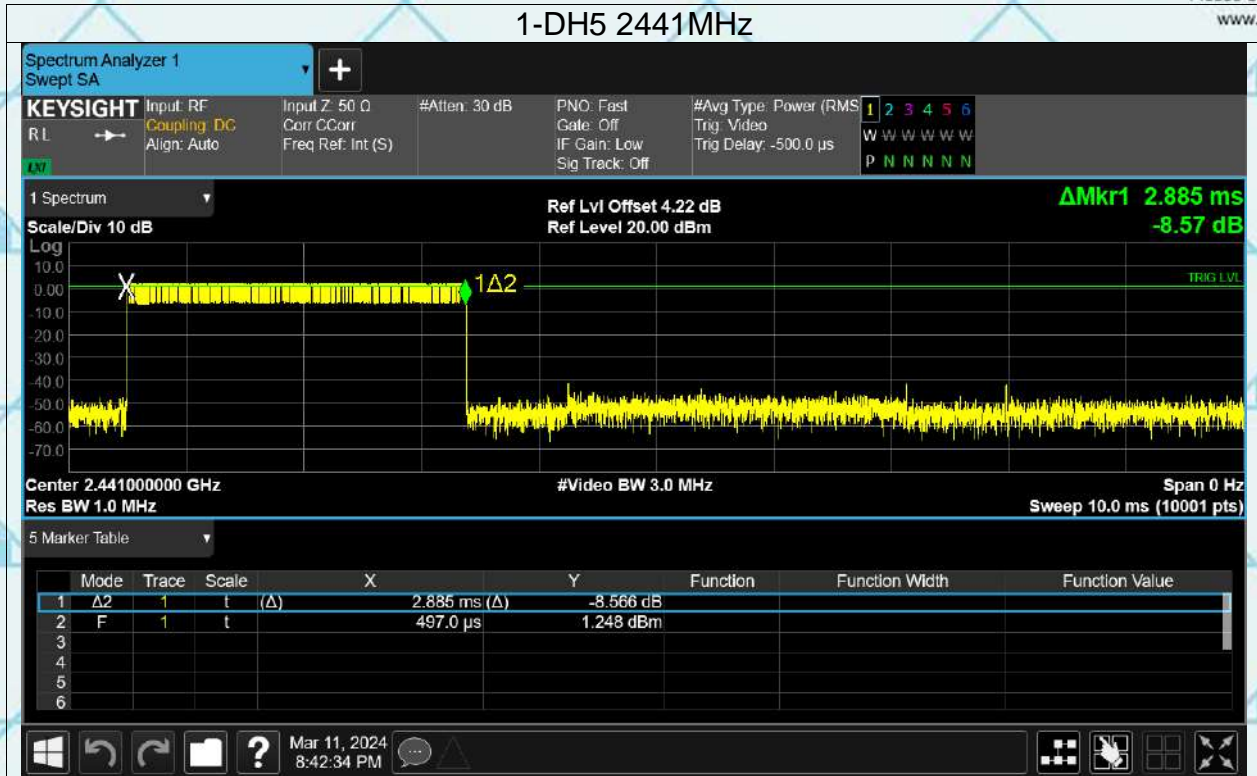 1-DH5 2441MHz
www.
Spectrum Analyzer 1
Swept SA
+
KEYSIGHT
RL
LXI
Input: RF
Coupling: DC
Align: Auto
Input Z: 50 Ω
Corr CCorr
Freq Ref: Int (S)
#Atten: 30 dB
PNO: Fast
Gate: Off
IF Gain: Low
Sig Track: Off
#Avg Type: Power (RMS
Trig: Video
Trig Delay: -500.0 µs
1 2 3 4 5 6
W W W W W W
P N N N N N
1 Spectrum
Scale/Div 10 dB
Ref Lvl Offset 4.22 dB
Ref Level 20.00 dBm
ΔMkr1 2.885 ms
-8.57 dB
Log
10.0
0.00
-10.0
-20.0
-30.0
-40.0
-50.0
-60.0
-70.0
X
1Δ2
TRIG LVL
Center 2.441000000 GHz
#Video BW 3.0 MHz
Span 0 Hz
Res BW 1.0 MHz
Sweep 10.0 ms (10001 pts)
5 Marker Table
Mode Trace Scale X Y Function Function Width Function Value
1 Δ2 1 t (Δ) 2.885 ms (Δ) -8.566 dB
2 F 1 t 497.0 µs 1.248 dBm
3
4
5
6
?
Mar 11, 2024
8:42:34 PM